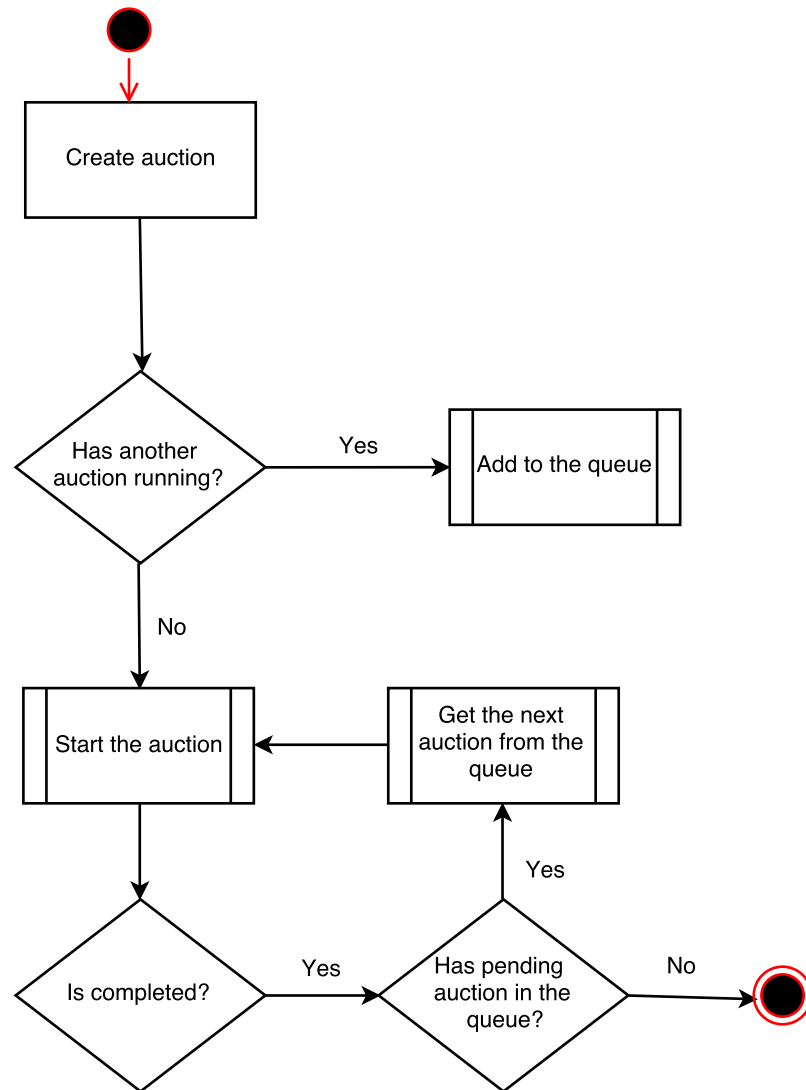 Create auction
Has another
auction running?
Yes
Add to the queue
No
Start the auction
Get the next
auction from the
queue
Yes
Is completed?
Yes
Has pending
auction in the
queue?
No